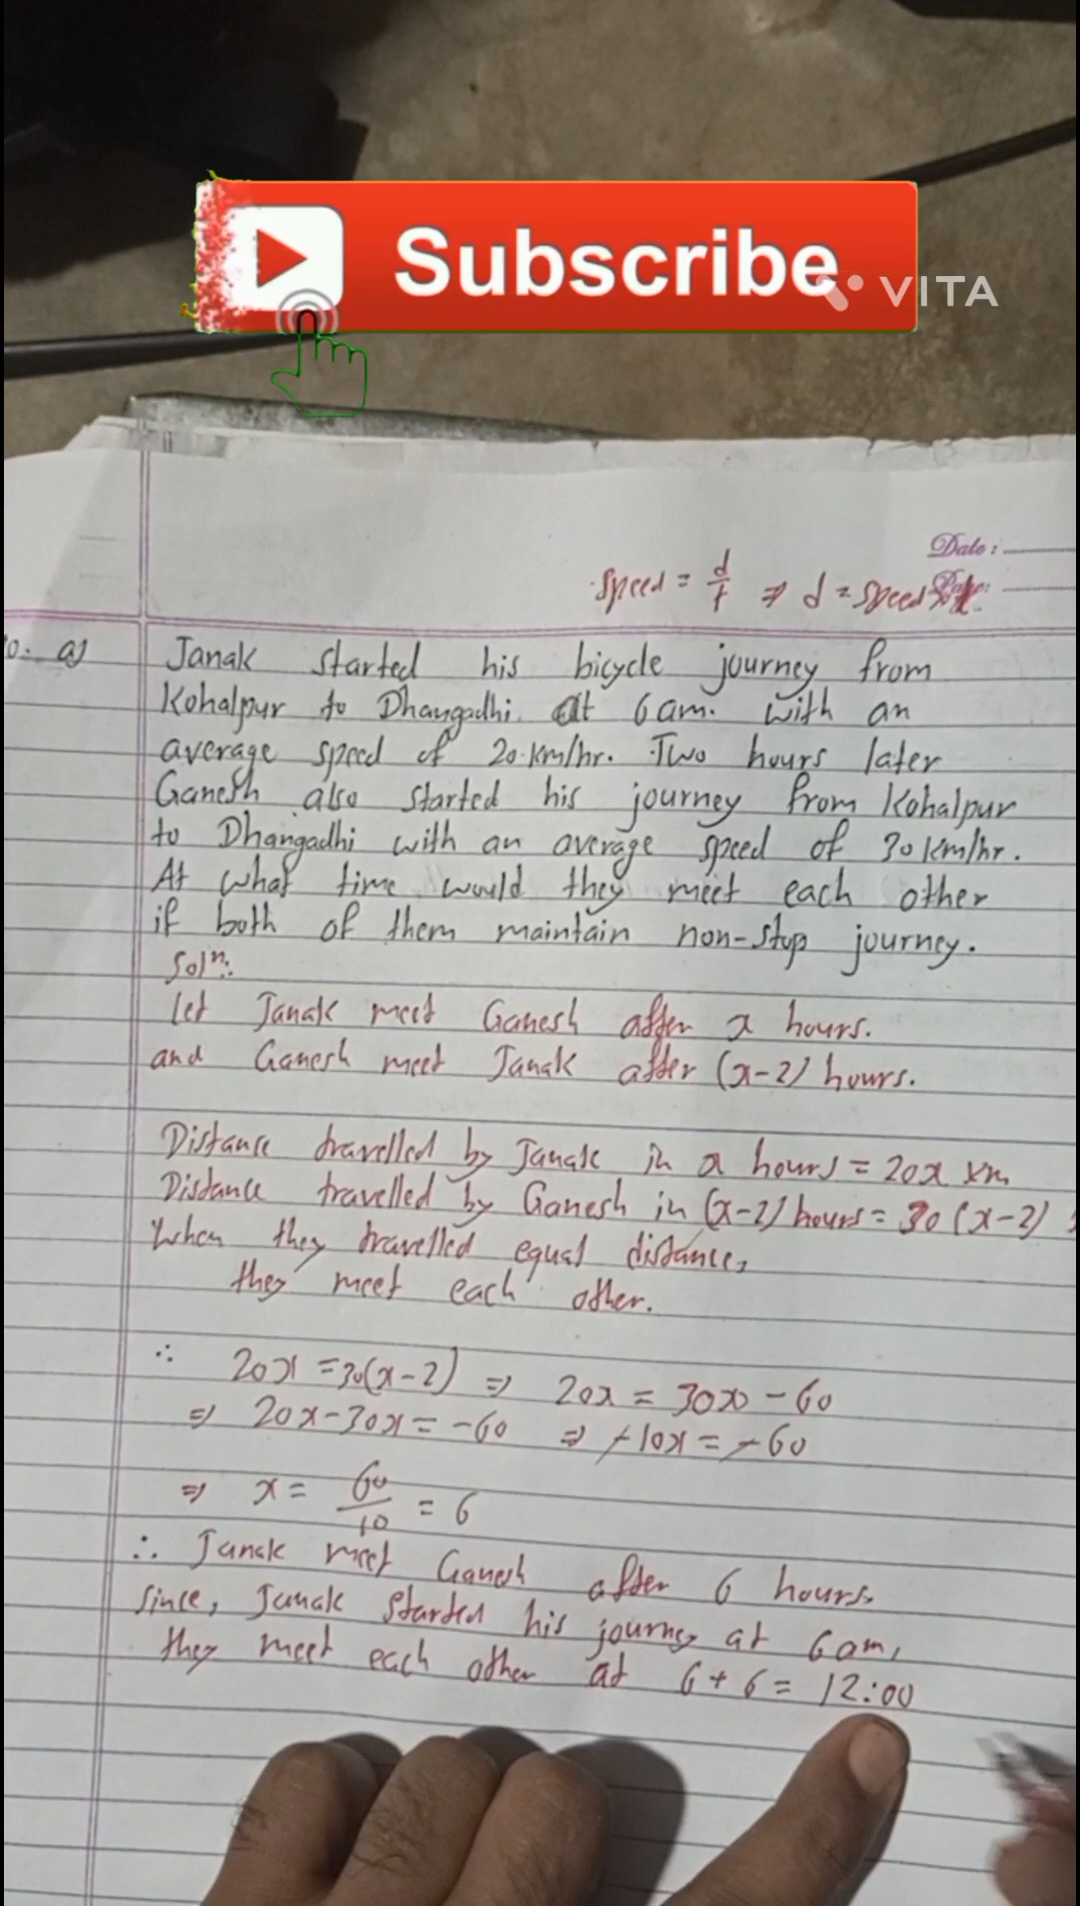 Subscribe
VITA
Date:
speed = d/t ⇒ d = speed × t
a) Janak started his bicycle journey from
Kohalpur to Dhangadhi at 6 am. with an
average speed of 20 km/hr. Two hours later
Ganesh also started his journey from Kohalpur
to Dhangadhi with an average speed of 30 km/hr.
At what time would they meet each other
if both of them maintain non-stop journey.
Solⁿ:
Let Janak meet Ganesh after x hours.
and Ganesh meet Janak after (x-2) hours.
Distance travelled by Janak in x hours = 20x km
Distance travelled by Ganesh in (x-2) hours = 30 (x-2)
When they travelled equal distance,
they meet each other.
∴ 20x = 30(x-2) ⇒ 20x = 30x - 60
⇒ 20x - 30x = -60 ⇒ -10x = -60
⇒ x = 60/10 = 6
∴ Janak meet Ganesh after 6 hours.
Since, Janak started his journey at 6 am,
they meet each other at 6 + 6 = 12:00